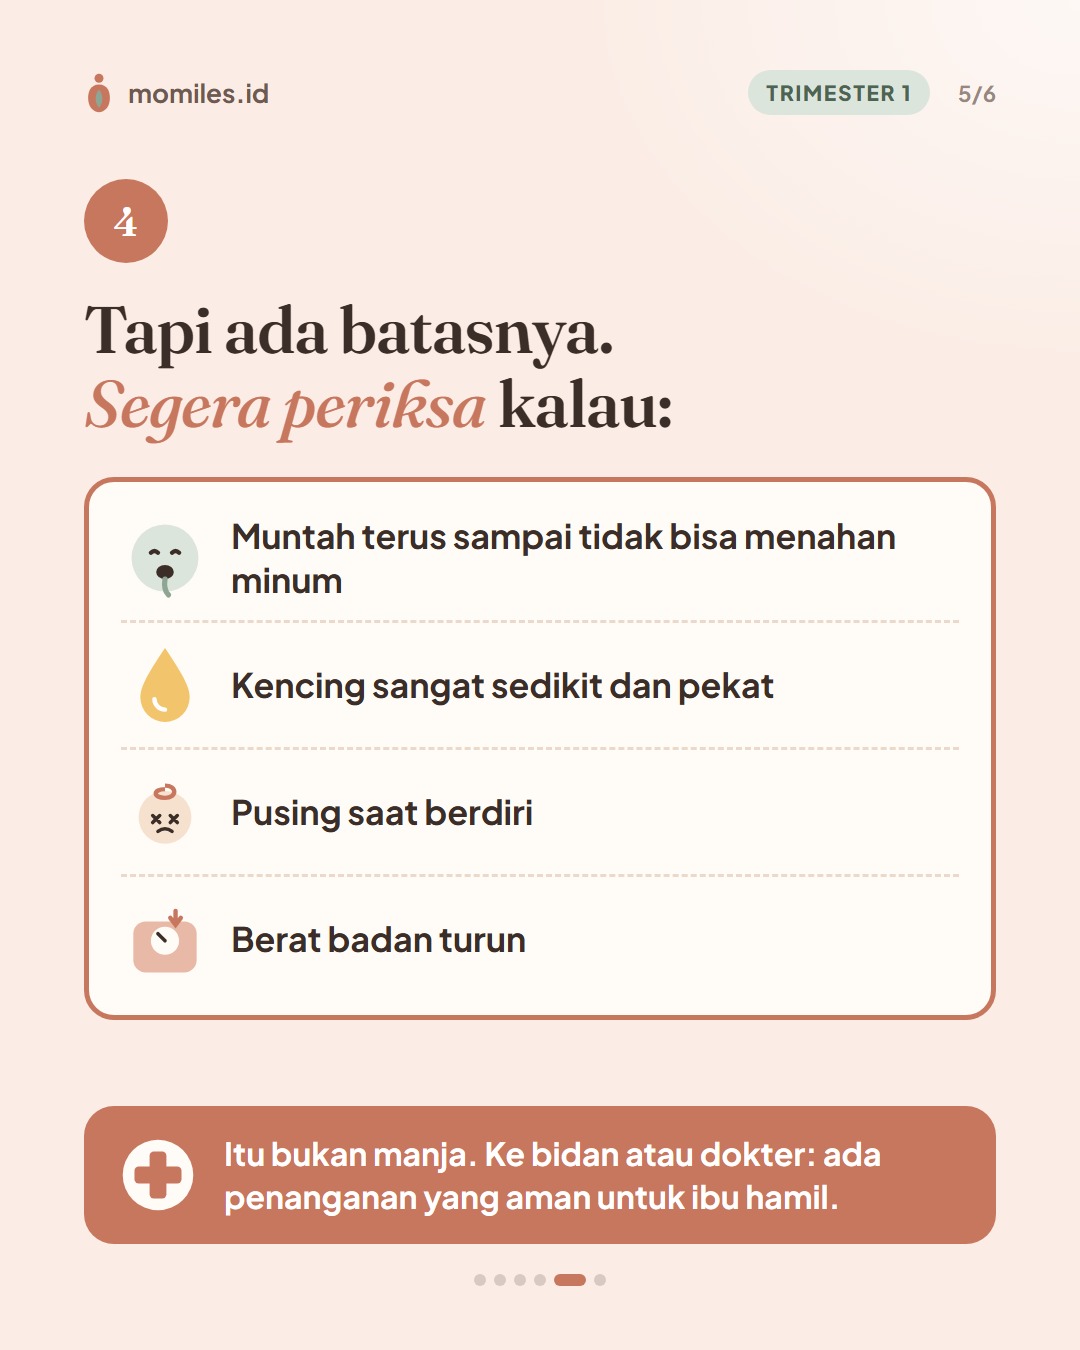 momiles.id
TRIMESTER 1
5/6
4
Tapi ada batasnya.
Segera periksa kalau:
Muntah terus sampai tidak bisa menahan
minum
Kencing sangat sedikit dan pekat
Pusing saat berdiri
Berat badan turun
Itu bukan manja. Ke bidan atau dokter: ada
penanganan yang aman untuk ibu hamil.